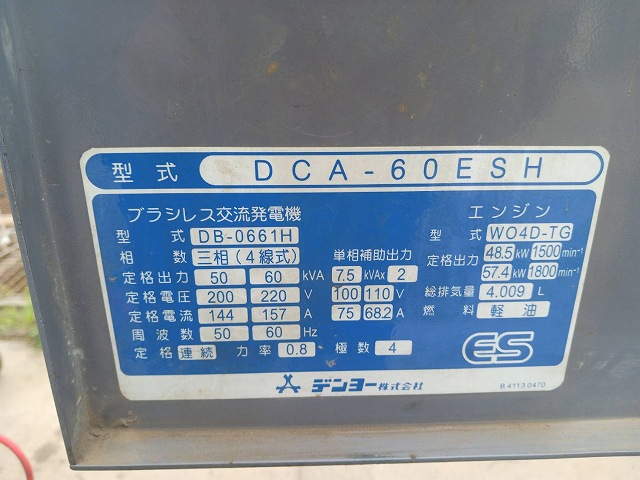 型式 DCA-60ESH
ブラシレス交流発電機 エンジン
型式 DB-0661H 型式 WO4D-TG
相数 三相(4線式) 単相補助出力 定格出力 48.5 kW 1500 min⁻¹
定格出力 50 60 kVA 7.5 kVAx 2 57.4 kW 1800 min⁻¹
定格電圧 200 220 V 100 110 V 総排気量 4.009 L
定格電流 144 157 A 75 68.2 A 燃料 軽油
周波数 50 60 Hz
定格 連続 力率 0.8 極数 4 ES
デンヨー株式会社 B 4113 0470